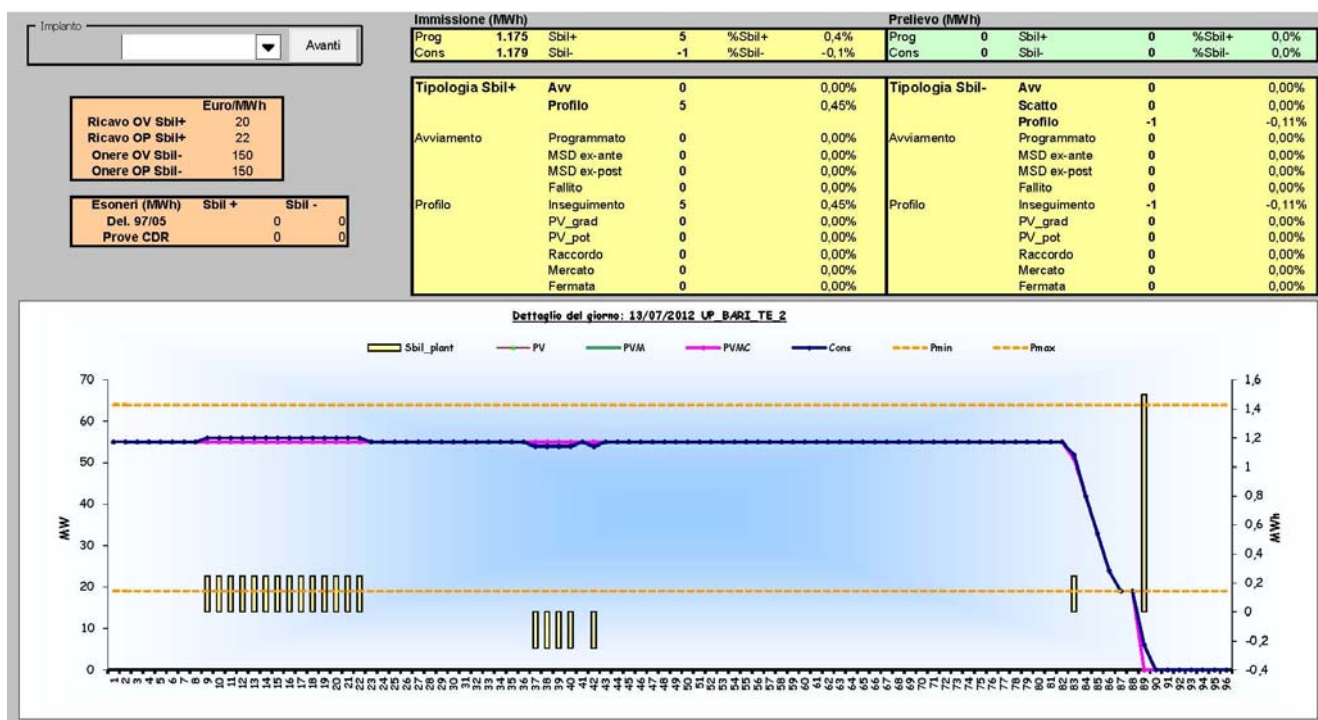 Impianto
Avanti
Immissione (MWh) Prelievo (MWh)
Prog 1.175 Sbil+ 5 %Sbil+ 0,4% Prog 0 Sbil+ 0 %Sbil+ 0,0%
Cons 1.179 Sbil- -1 %Sbil- -0,1% Cons 0 Sbil- 0 %Sbil- 0,0%
Euro/MWh
Ricavo OV Sbil+ 20
Ricavo OP Sbil+ 22
Onere OV Sbil- 150
Onere OP Sbil- 150
Esoneri (MWh) Sbil + Sbil -
Del. 97/05 0 0
Prove CDR 0 0
Tipologia Sbil+ Avv 0 0,00% Tipologia Sbil- Avv 0 0,00%
Profilo 5 0,45% Scatto 0 0,00%
Profilo -1 -0,11%
Avviamento Programmato 0 0,00% Avviamento Programmato 0 0,00%
MSD ex-ante 0 0,00% MSD ex-ante 0 0,00%
MSD ex-post 0 0,00% MSD ex-post 0 0,00%
Fallito 0 0,00% Fallito 0 0,00%
Profilo Inseguimento 5 0,45% Profilo Inseguimento -1 -0,11%
PV_grad 0 0,00% PV_grad 0 0,00%
PV_pot 0 0,00% PV_pot 0 0,00%
Raccordo 0 0,00% Raccordo 0 0,00%
Mercato 0 0,00% Mercato 0 0,00%
Fermata 0 0,00% Fermata 0 0,00%
Dettaglio del giorno: 13/07/2012 UP_BARI_TE_2
Sbil_plant PV PVM PVMC Cons Pmin Pmax
70 1,6
60 1,4
50 1,2
40 1
30 0,8
20 0,6
10 0,4
0 0,2
0
-0,2
-0,4
MW
MWh
1 2 3 4 5 6 7 8 9 10 11 12 13 14 15 16 17 18 19 20 21 22 23 24 25 26 27 28 29 30 31 32 33 34 35 36 37 38 39 40 41 42 43 44 45 46 47 48 49 50 51 52 53 54 55 56 57 58 59 60 61 62 63 64 65 66 67 68 69 70 71 72 73 74 75 76 77 78 79 80 81 82 83 84 85 86 87 88 89 90 91 92 93 94 95 96